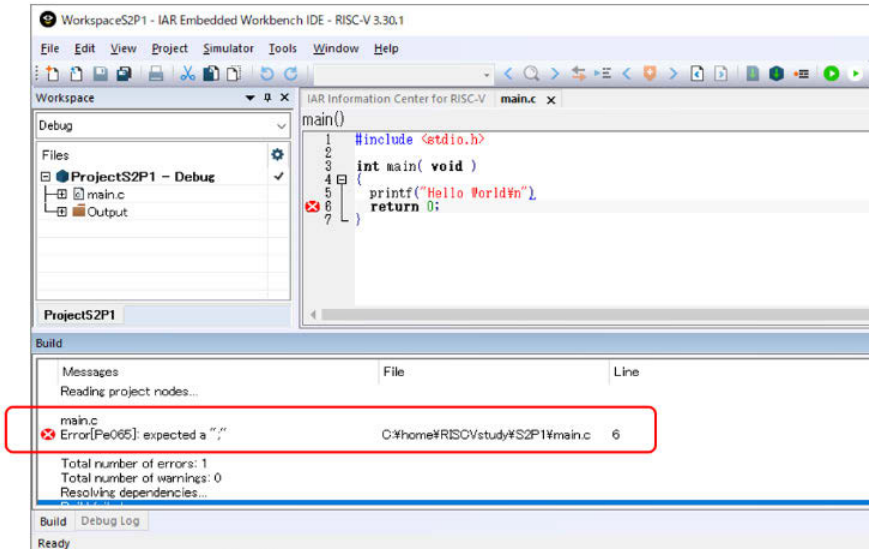 WorkspaceS2P1 - IAR Embedded Workbench IDE - RISC-V 3.30.1
File Edit View Project Simulator Tools Window Help
Workspace
IAR Information Center for RISC-V main.c x
Debug
main()
Files
ProjectS2P1 - Debug
main.c
Output
1 #include <stdio.h>
2
3 int main( void )
4 {
5 printf("Hello World¥n")
6 return 0;
7 }
ProjectS2P1
Build
Messages File Line
Reading project nodes...
main.c
Error[Pe065]: expected a ";" C:¥home¥RISCVstudy¥S2P1¥main.c 6
Total number of errors: 1
Total number of warnings: 0
Resolving dependencies...
Build Debug Log
Ready